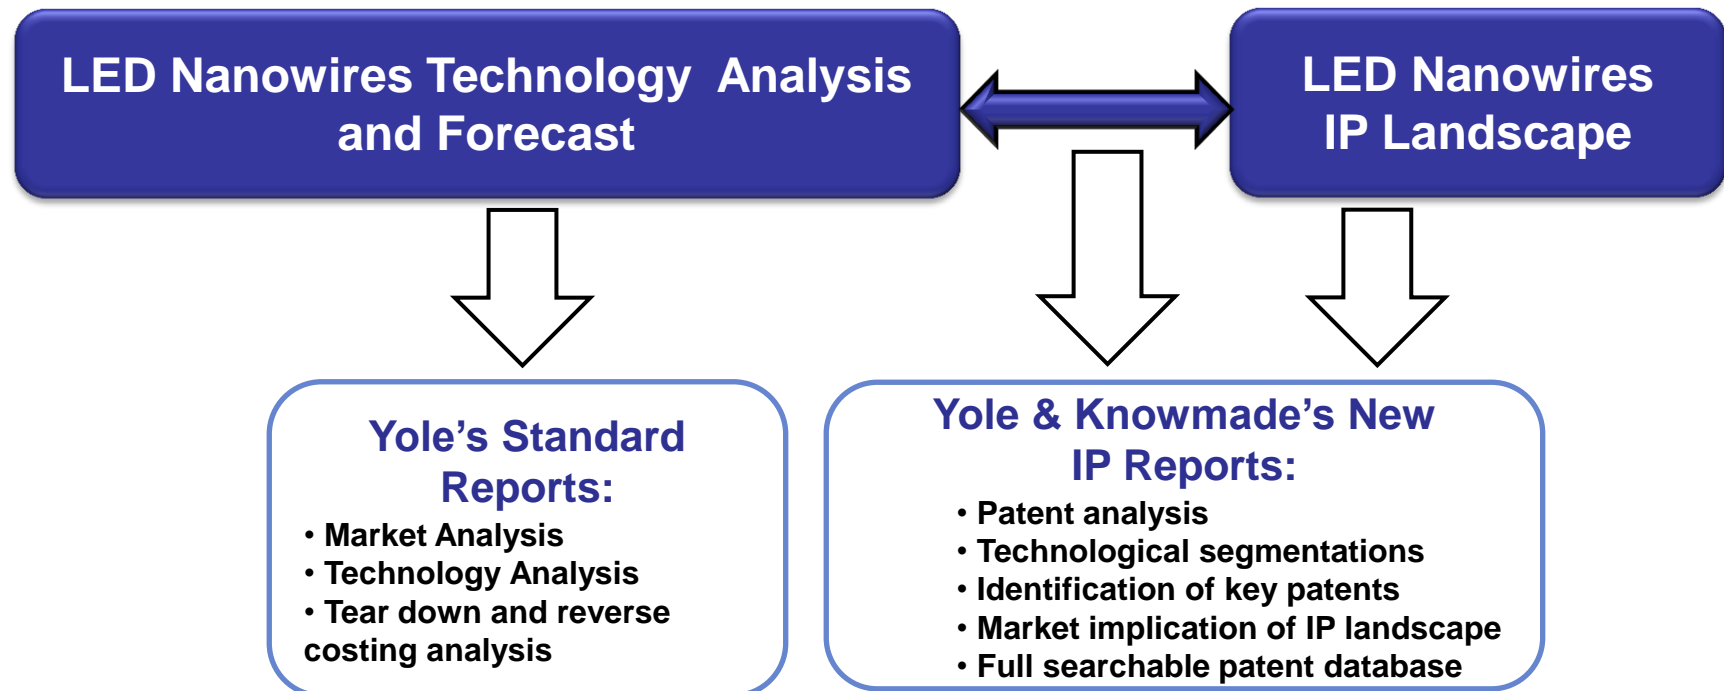 LED Nanowires Technology  Analysis
and Forecast
LED Nanowires
IP Landscape
Yole’s Standard
Reports:
• Market Analysis
• Technology Analysis
• Tear down and reverse
costing analysis
Yole & Knowmade’s New
IP Reports:
• Patent analysis
• Technological segmentations
• Identification of key patents
• Market implication of IP landscape
• Full searchable patent database